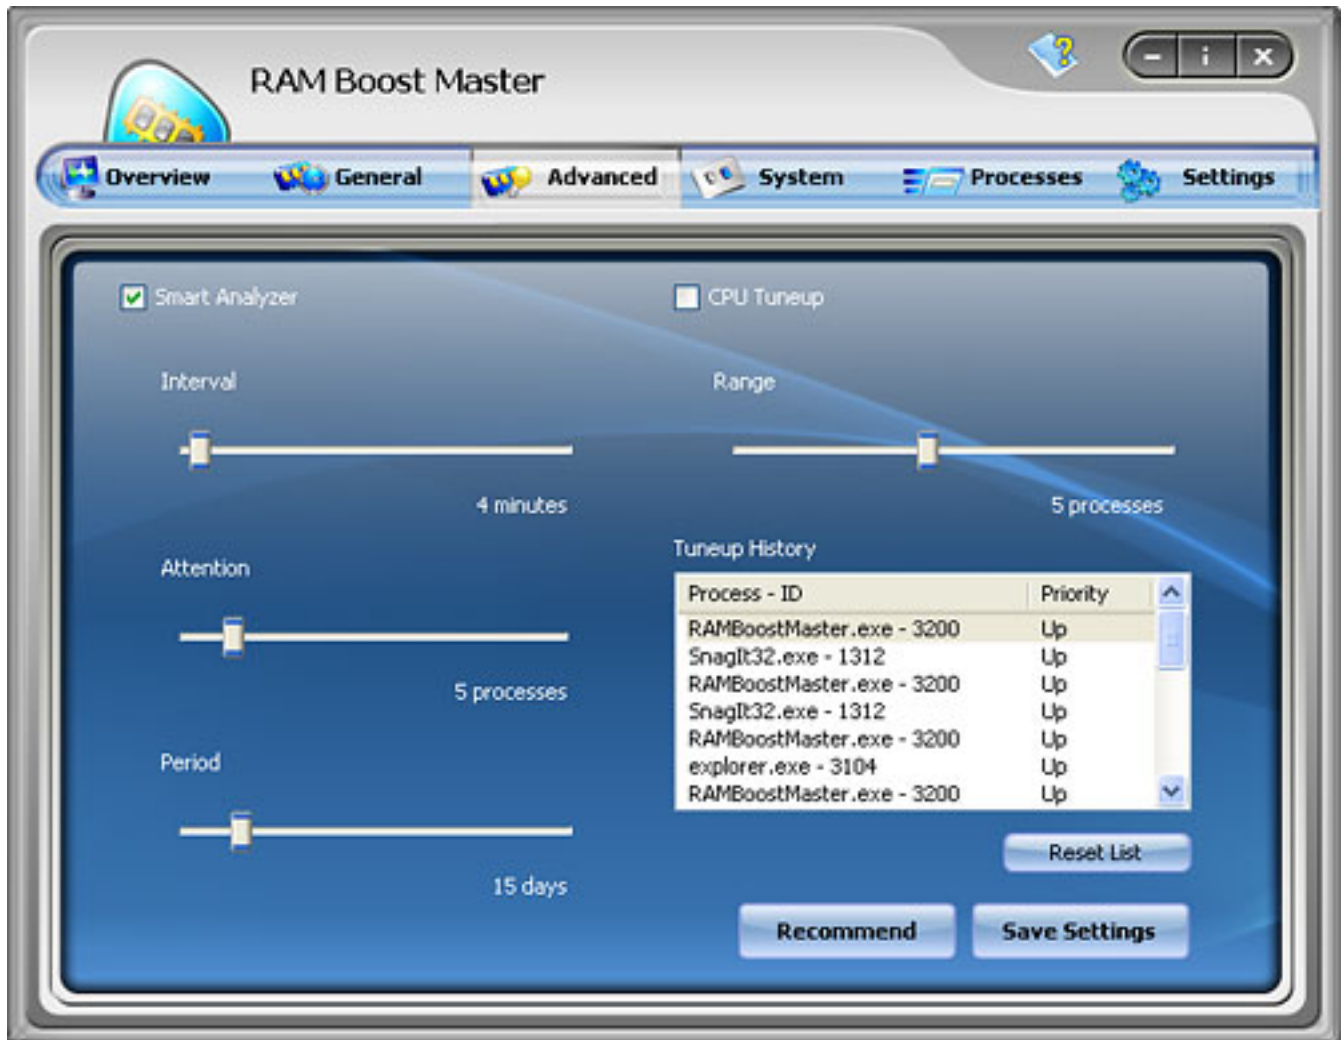 RAM Boost Master
Overview
General
Advanced
System
Processes
Settings
Smart Analyzer
Interval
4 minutes
Attention
5 processes
Period
15 days
CPU Tuneup
Range
5 processes
Tuneup History
Process - ID Priority
RAMBoostMaster.exe - 3200 Up
SnagIt32.exe - 1312 Up
RAMBoostMaster.exe - 3200 Up
SnagIt32.exe - 1312 Up
RAMBoostMaster.exe - 3200 Up
explorer.exe - 3104 Up
RAMBoostMaster.exe - 3200 Up
Reset List
Recommend
Save Settings